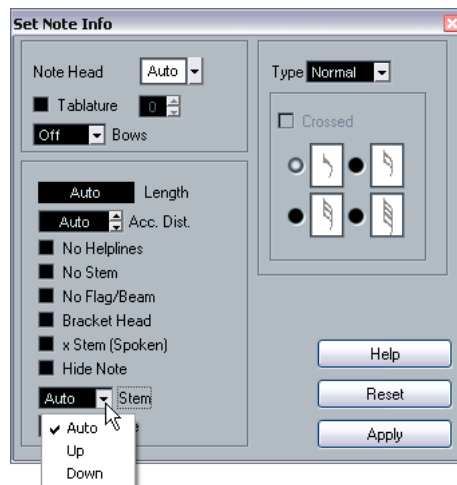 Set Note Info
Note Head Auto
Tablature 0
Off Bows
Auto Length
Auto Acc. Dist.
No Helplines
No Stem
No Flag/Beam
Bracket Head
x Stem (Spoken)
Hide Note
Auto Stem
Auto
Up
Down
Type Normal
Crossed
Help
Reset
Apply